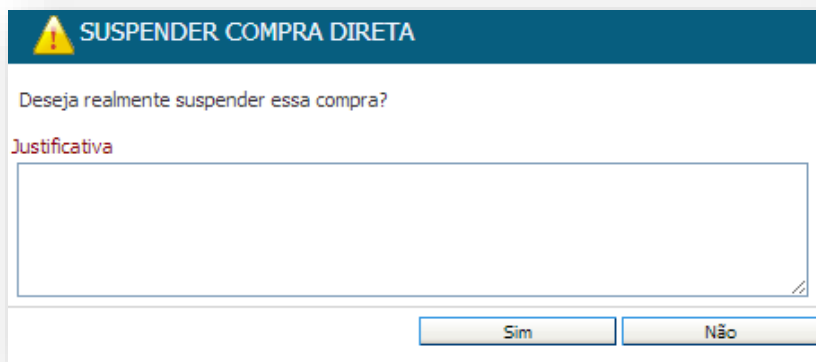 SUSPENDER COMPRA DIRETA
Deseja realmente suspender essa compra?
Justificativa
Sim
Não